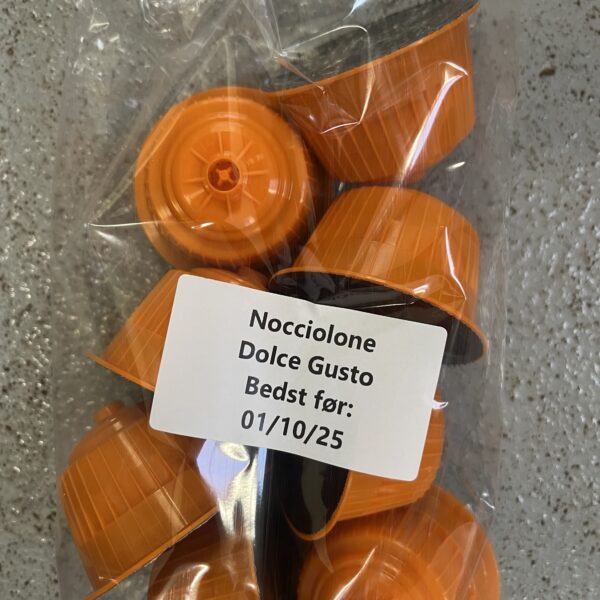 Nocciolone
Dolce Gusto
Bedst før:
01/10/25